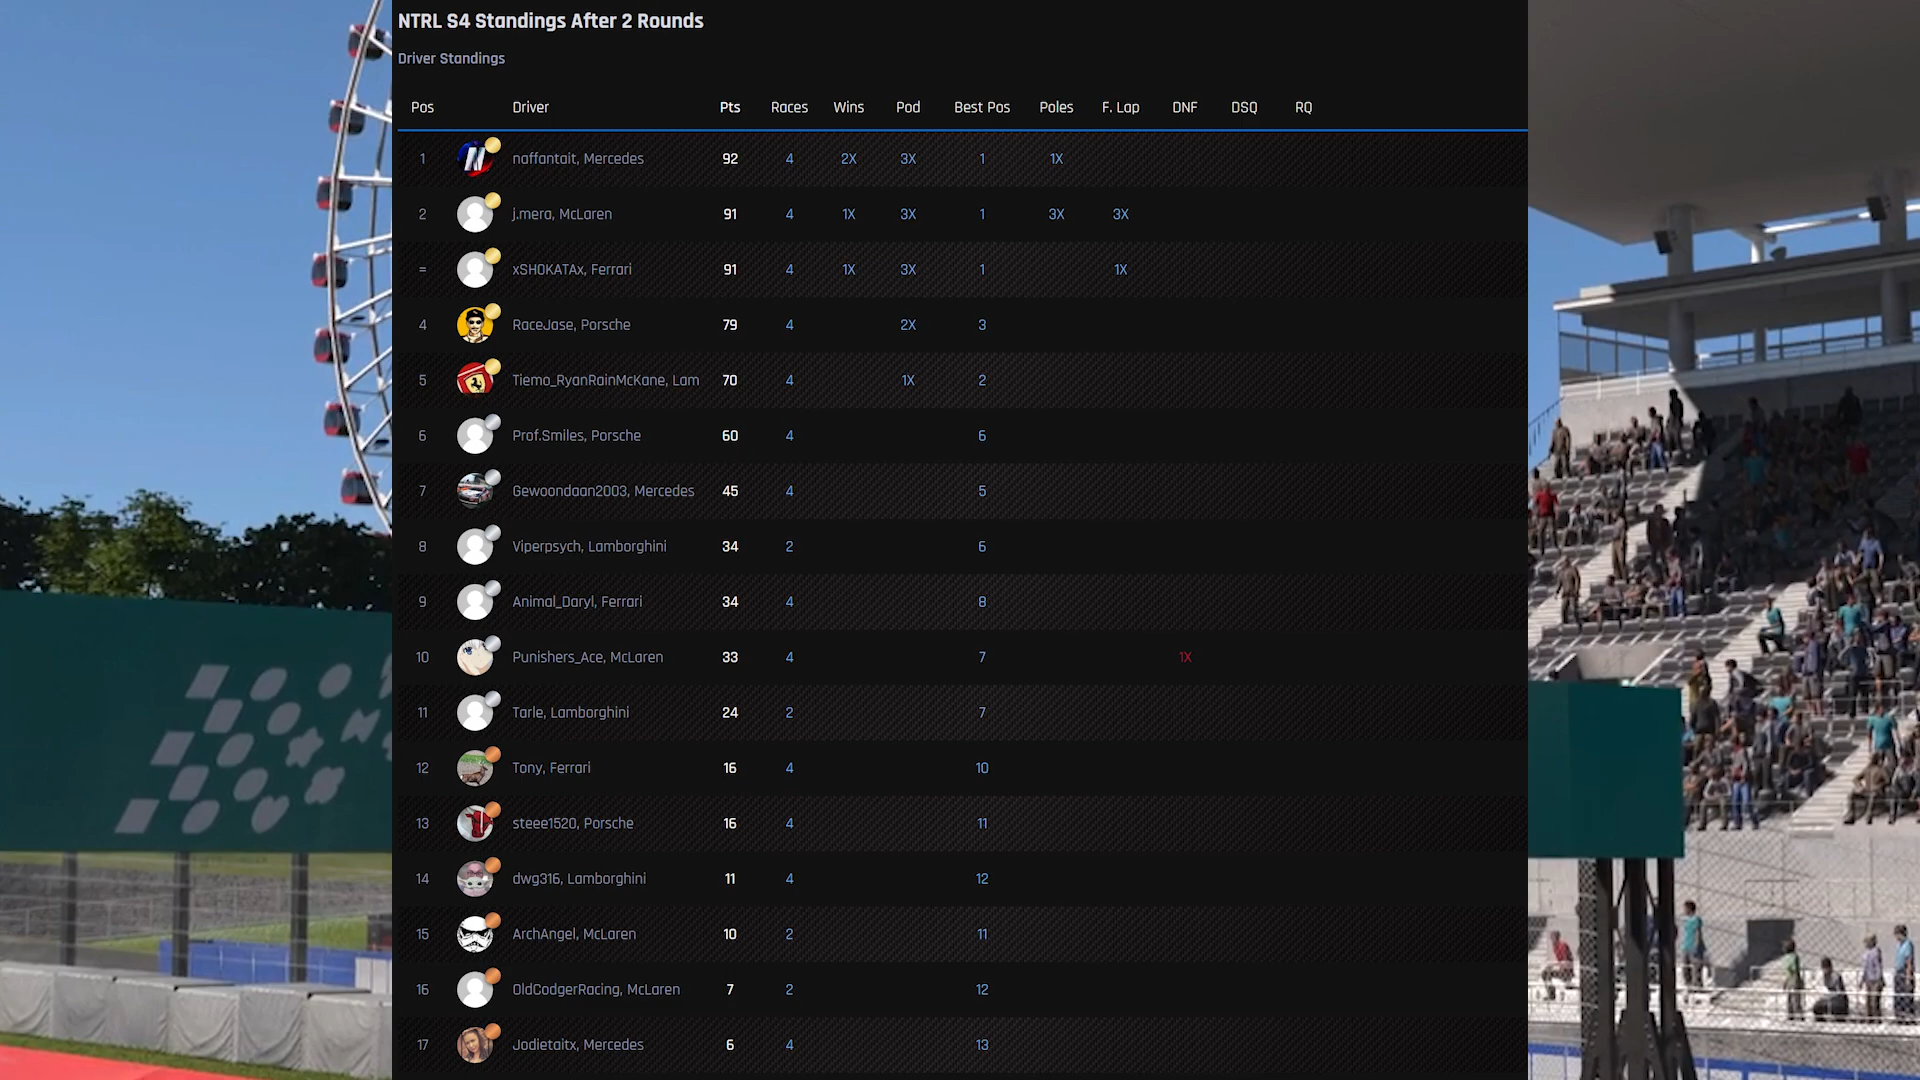 NTRL S4 Standings After 2 Rounds
Driver Standings
Pos Driver Pts Races Wins Pod Best Pos Poles F. Lap DNF DSQ RQ
1 naffantait, Mercedes 92 4 2X 3X 1 1X
2 j.mera, McLaren 91 4 1X 3X 1 3X 3X
= xSHOKATAx, Ferrari 91 4 1X 3X 1 1X
4 RaceJase, Porsche 79 4 2X 3
5 Tiemo_RyanRainMcKane, Lam 70 4 1X 2
6 Prof.Smiles, Porsche 60 4 6
7 Gewoondaan2003, Mercedes 45 4 5
8 Viperpsych, Lamborghini 34 2 6
9 Animal_Daryl, Ferrari 34 4 8
10 Punishers_Ace, McLaren 33 4 7 1X
11 Tarle, Lamborghini 24 2 7
12 Tony, Ferrari 16 4 10
13 steee1520, Porsche 16 4 11
14 dwg316, Lamborghini 11 4 12
15 ArchAngel, McLaren 10 2 11
16 OldCodgerRacing, McLaren 7 2 12
17 Jodietaitx, Mercedes 6 4 13